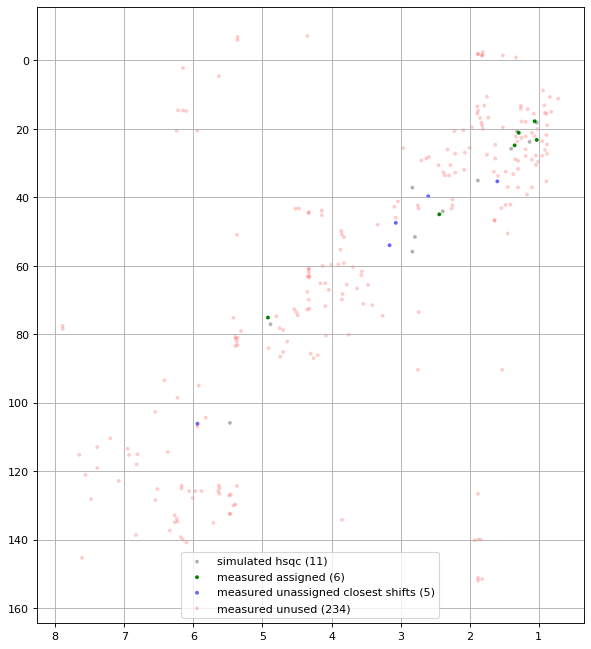 0
20
40
60
80
100
120
140
160
simulated hsqc (11)
measured assigned (6)
measured unassigned closest shifts (5)
measured unused (234)
8 7 6 5 4 3 2 1